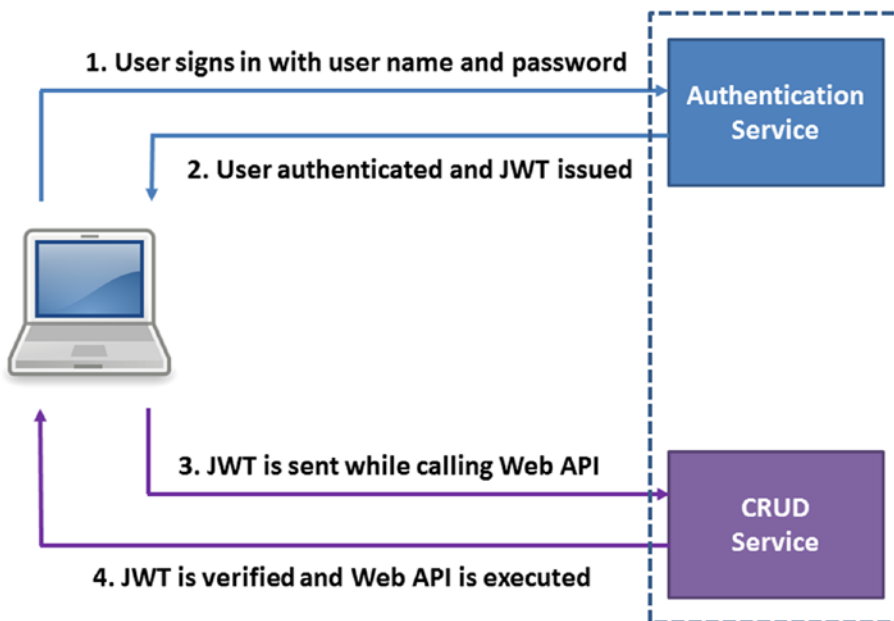 1. User signs in with user name and password
Authentication
Service
2. User authenticated and JWT issued
3. JWT is sent while calling Web API
CRUD
Service
4. JWT is verified and Web API is executed